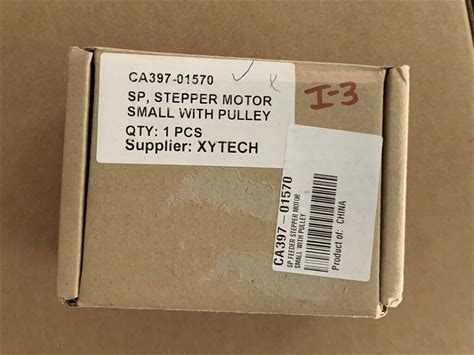 CA397-01570
SP, STEPPER MOTOR
SMALL WITH PULLEY
QTY: 1 PCS
Supplier: XYTECH
I-3
CA397-01570
SP, FEEDER STEPPER MOTOR
SMALL WITH PULLEY
Product of: CHINA